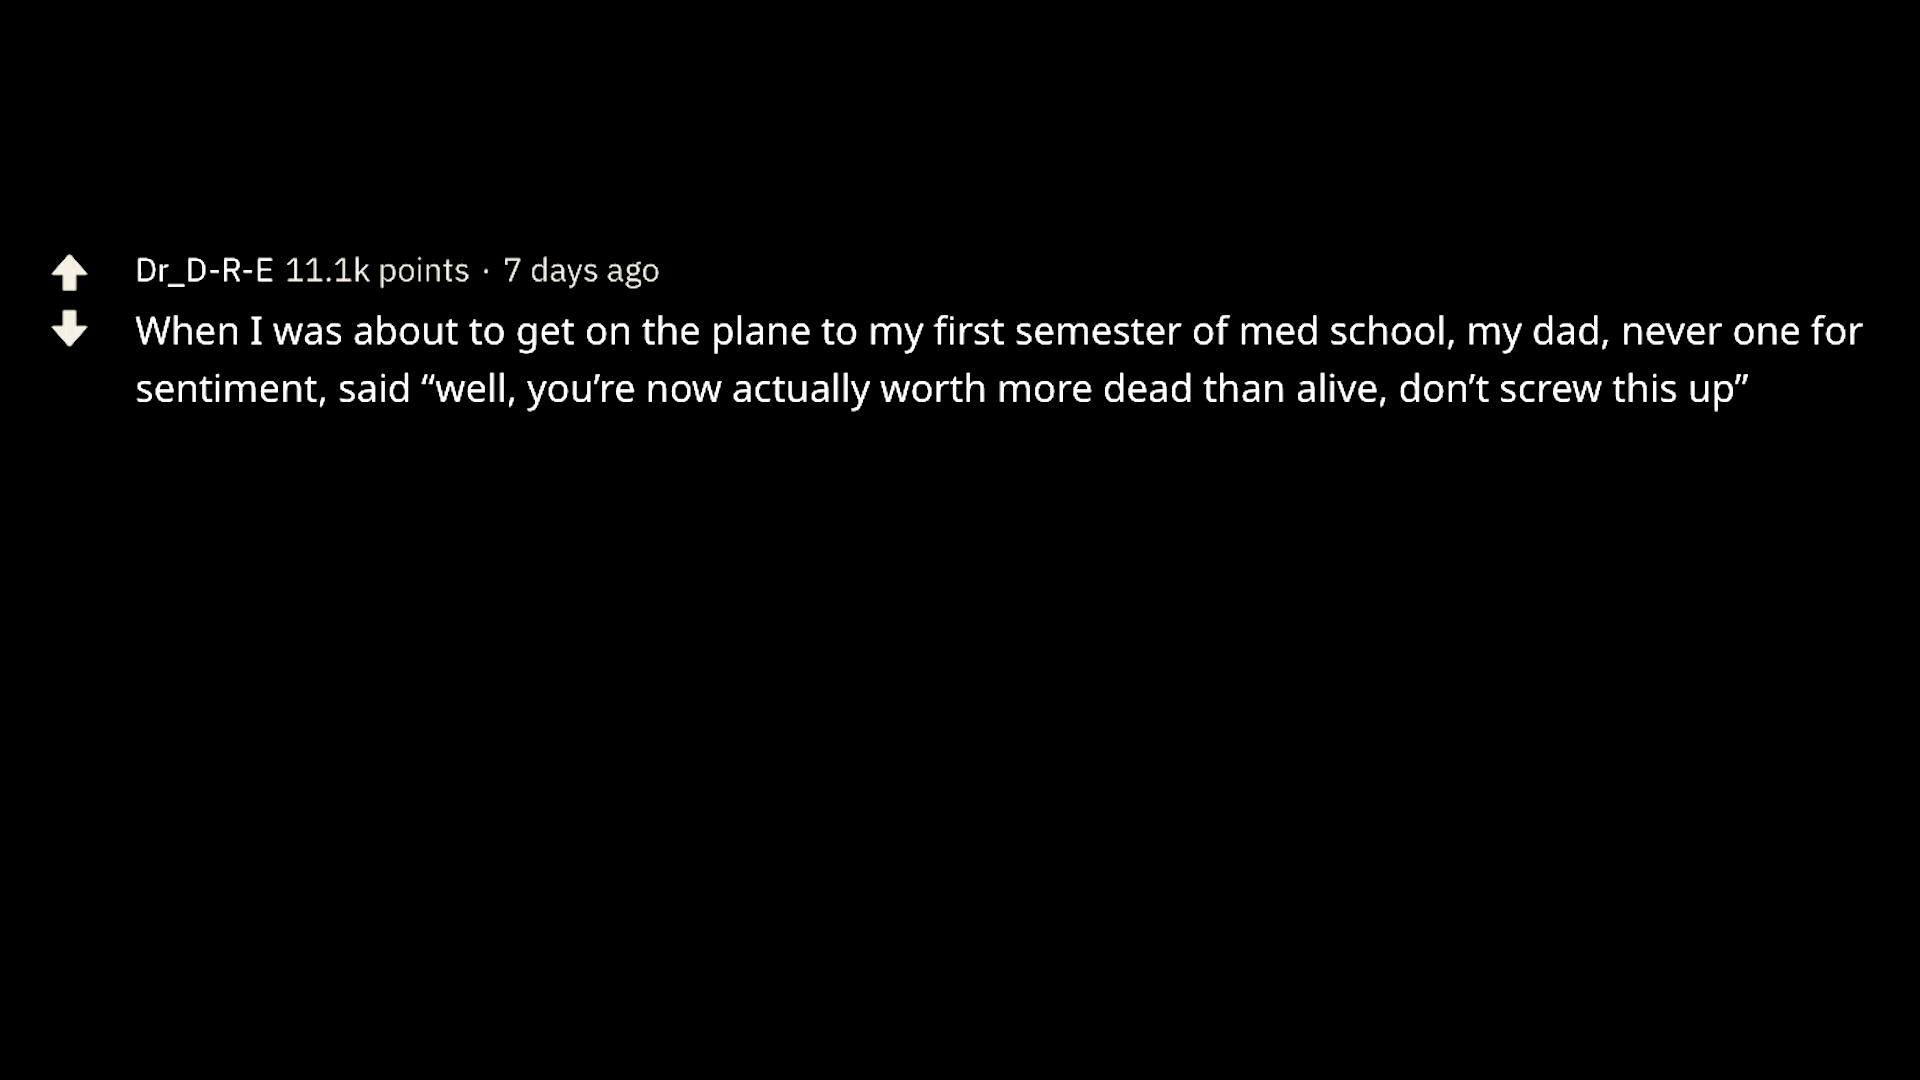 Dr_D-R-E 11.1k points · 7 days ago
When I was about to get on the plane to my first semester of med school, my dad, never one for
sentiment, said “well, you’re now actually worth more dead than alive, don’t screw this up”